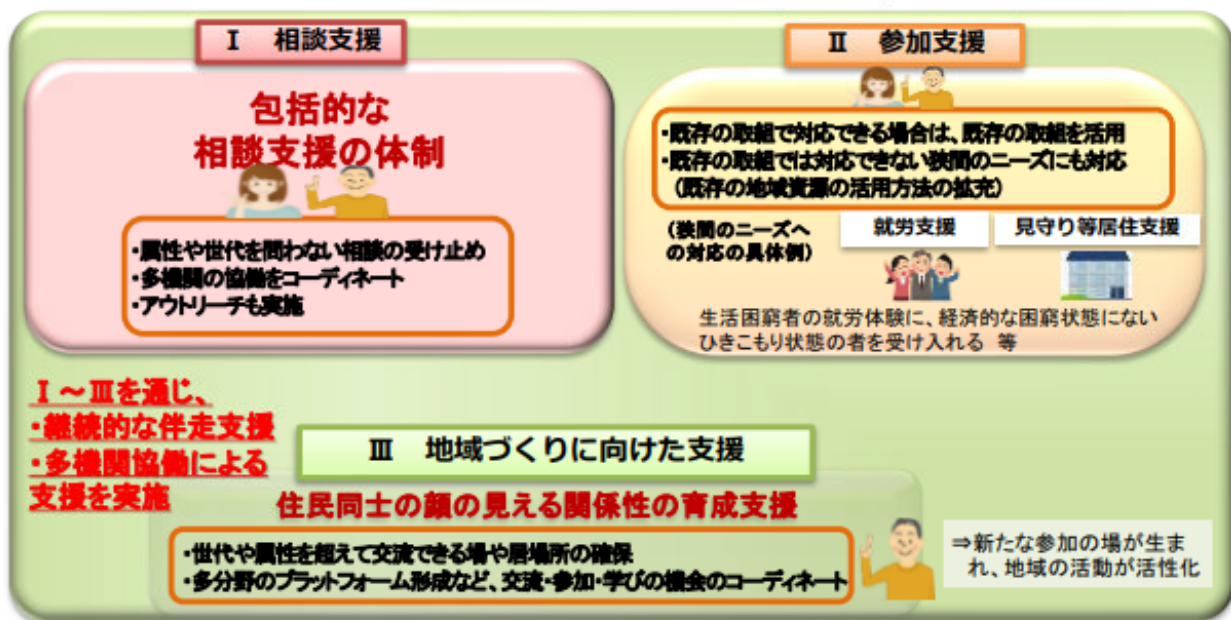 Ⅰ 相談支援
包括的な
相談支援の体制
・属性や世代を問わない相談の受け止め
・多機関の協働をコーディネート
・アウトリーチも実施
Ⅱ 参加支援
・既存の取組で対応できる場合は、既存の取組を活用
・既存の取組では対応できない狭間のニーズにも対応
（既存の地域資源の活用方法の拡充）
（狭間のニーズへ
の対応の具体例）
就労支援
見守り等居住支援
生活困窮者の就労体験に、経済的な困窮状態にない
ひきこもり状態の者を受け入れる 等
Ⅰ～Ⅲを通じ、
・継続的な伴走支援
・多機関協働による
支援を実施
Ⅲ 地域づくりに向けた支援
住民同士の顔の見える関係性の育成支援
・世代や属性を超えて交流できる場や居場所の確保
・多分野のプラットフォーム形成など、交流・参加・学びの機会のコーディネート
⇒新たな参加の場が生ま
れ、地域の活動が活性化